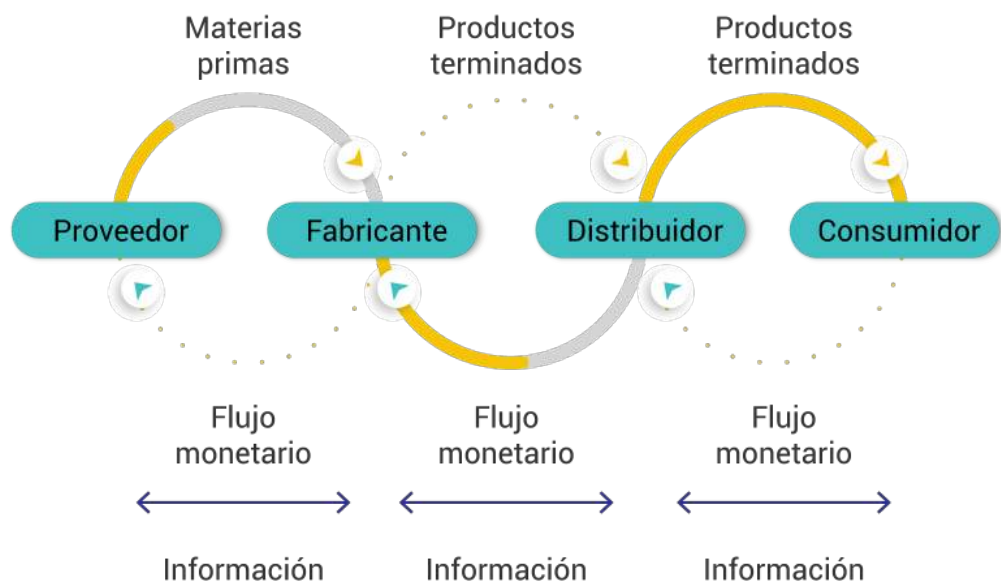 Materias
primas
Productos
terminados
Productos
terminados
Proveedor
Fabricante
Distribuidor
Consumidor
Flujo
monetario
Flujo
monetario
Flujo
monetario
Información
Información
Información